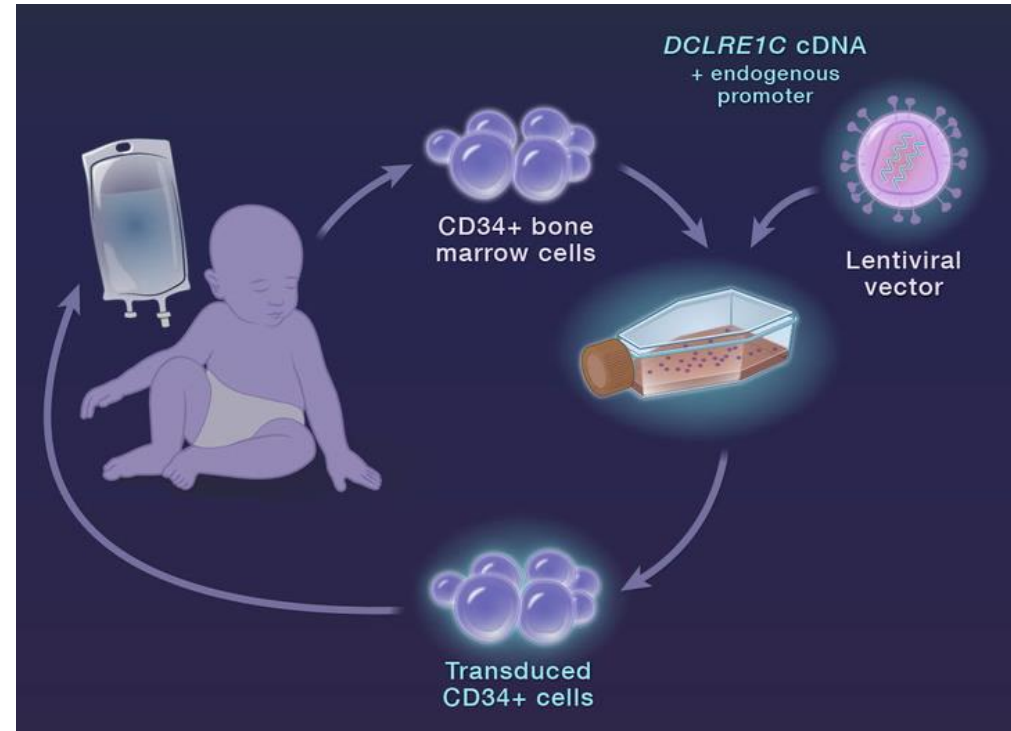 DCLRE1C cDNA
+ endogenous
promoter
CD34+ bone
marrow cells
Lentiviral
vector
Transduced
CD34+ cells